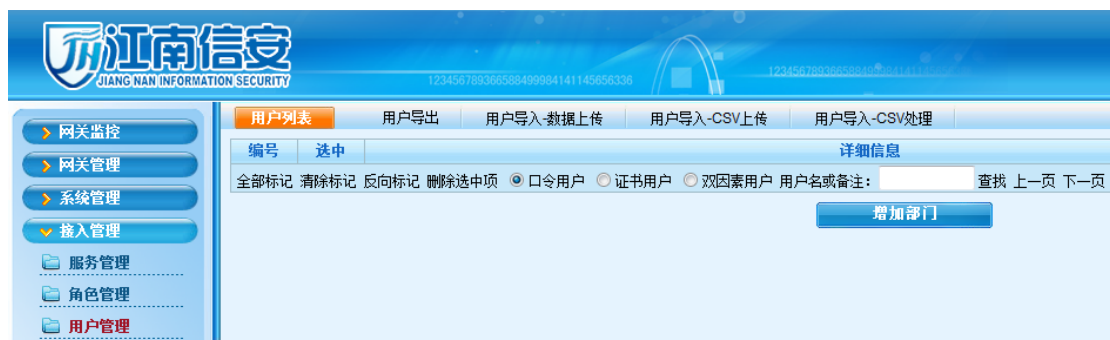 江南信安
JIANG NAN INFORMATION SECURITY
12345678936658849998414114565633​6
网关监控
网关管理
系统管理
接入管理
服务管理
角色管理
用户管理
用户列表 用户导出 用户导入-数据上传 用户导入-CSV上传 用户导入-CSV处理
编号 选中 详细信息
全部标记 清除标记 反向标记 删除选中项 口令用户 证书用户 双因素用户 用户名或备注： 查找 上一页 下一页
增加部门